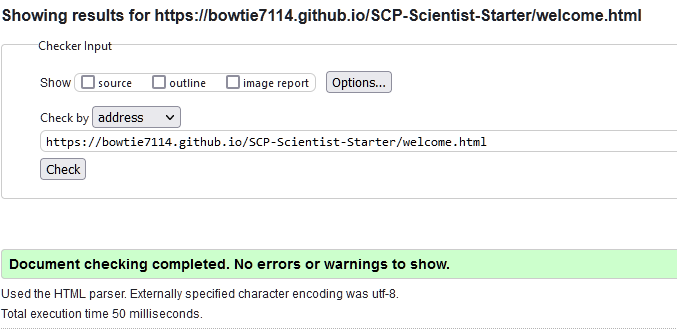 Showing results for https://bowtie7114.github.io/SCP-Scientist-Starter/welcome.html
Checker Input
Show source outline image report Options...
Check by address
https://bowtie7114.github.io/SCP-Scientist-Starter/welcome.html
Check
Document checking completed. No errors or warnings to show.
Used the HTML parser. Externally specified character encoding was utf-8.
Total execution time 50 milliseconds.